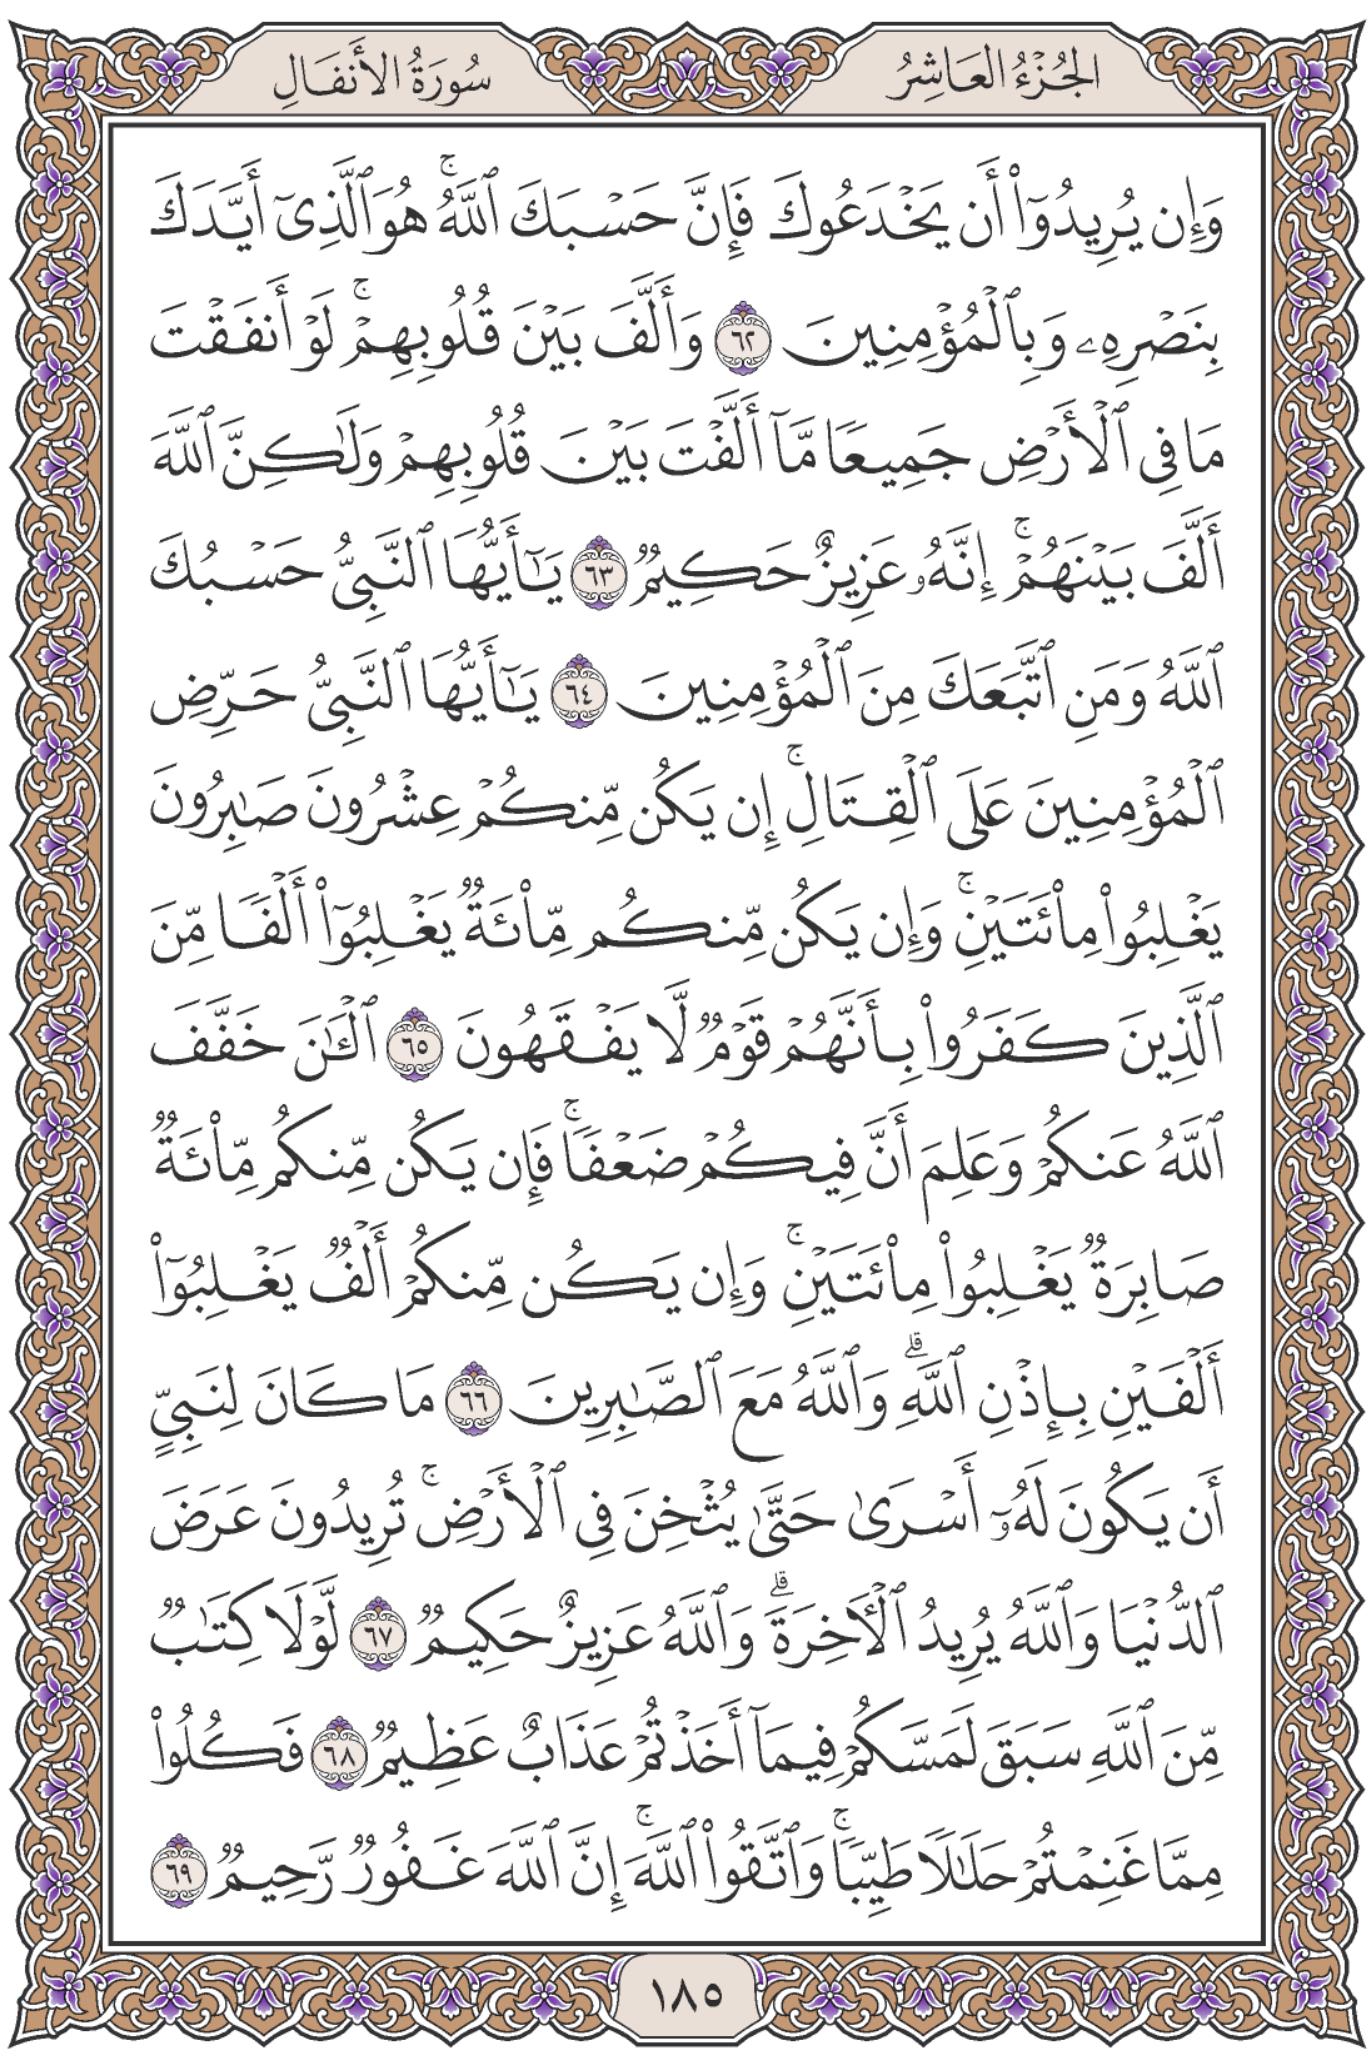 الجُزْءُ العَاشِرُ
سُورَةُ الأَنفَالِ
وَإِن يُرِيدُوٓا۟ أَن يَخْدَعُوكَ فَإِنَّ حَسْبَكَ ٱللَّهُ ۚ هُوَ ٱلَّذِىٓ أَيَّدَكَ
بِنَصْرِهِۦ وَبِٱلْمُؤْمِنِينَ ٦٢ وَأَلَّفَ بَيْنَ قُلُوبِهِمْ ۚ لَوْ أَنفَقْتَ
مَا فِى ٱلْأَرْضِ جَمِيعًا مَّآ أَلَّفْتَ بَيْنَ قُلُوبِهِمْ وَلَـٰكِنَّ ٱللَّهَ
أَلَّفَ بَيْنَهُمْ ۚ إِنَّهُۥ عَزِيزٌ حَكِيمٌ ٦٣ يَـٰٓأَيُّهَا ٱلنَّبِىُّ حَسْبُكَ
ٱللَّهُ وَمَنِ ٱتَّبَعَكَ مِنَ ٱلْمُؤْمِنِينَ ٦٤ يَـٰٓأَيُّهَا ٱلنَّبِىُّ حَرِّضِ
ٱلْمُؤْمِنِينَ عَلَى ٱلْقِتَالِ ۚ إِن يَكُن مِّنكُمْ عِشْرُونَ صَـٰبِرُونَ
يَغْلِبُوا۟ مِا۟ئَتَيْنِ ۚ وَإِن يَكُن مِّنكُم مِّا۟ئَةٌ يَغْلِبُوٓا۟ أَلْفًا مِّنَ
ٱلَّذِينَ كَفَرُوا۟ بِأَنَّهُمْ قَوْمٌ لَّا يَفْقَهُونَ ٦٥ ٱلْـَٔـٰنَ خَفَّفَ
ٱللَّهُ عَنكُمْ وَعَلِمَ أَنَّ فِيكُمْ ضَعْفًا ۚ فَإِن يَكُن مِّنكُم مِّا۟ئَةٌ
صَابِرَةٌ يَغْلِبُوا۟ مِا۟ئَتَيْنِ ۚ وَإِن يَكُن مِّنكُمْ أَلْفٌ يَغْلِبُوٓا۟
أَلْفَيْنِ بِإِذْنِ ٱللَّهِ ۗ وَٱللَّهُ مَعَ ٱلصَّـٰبِرِينَ ٦٦ مَا كَانَ لِنَبِىٍّ
أَن يَكُونَ لَهُۥٓ أَسْرَىٰ حَتَّىٰ يُثْخِنَ فِى ٱلْأَرْضِ ۚ تُرِيدُونَ عَرَضَ
ٱلدُّنْيَا وَٱللَّهُ يُرِيدُ ٱلْـَٔاخِرَةَ ۗ وَٱللَّهُ عَزِيزٌ حَكِيمٌ ٦٧ لَّوْلَا كِتَـٰبٌ
مِّنَ ٱللَّهِ سَبَقَ لَمَسَّكُمْ فِيمَآ أَخَذْتُمْ عَذَابٌ عَظِيمٌ ٦٨ فَكُلُوا۟
مِمَّا غَنِمْتُمْ حَلَـٰلًا طَيِّبًا ۚ وَٱتَّقُوا۟ ٱللَّهَ ۚ إِنَّ ٱللَّهَ غَفُورٌ رَّحِيمٌ ٦٩
١٨٥